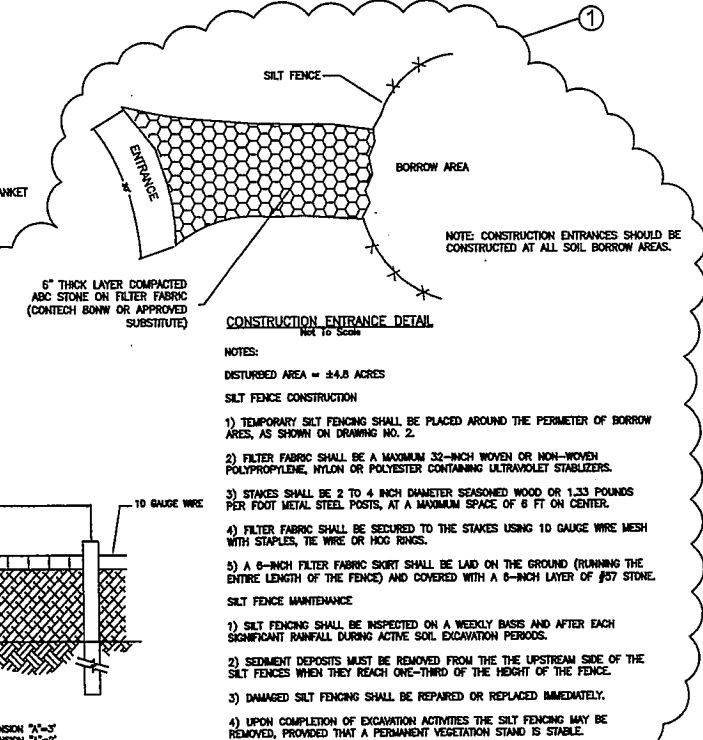 1
SILT FENCE
ENTRANCE
BORROW AREA
ANKET
NOTE: CONSTRUCTION ENTRANCES SHOULD BE
CONSTRUCTED AT ALL SOIL BORROW AREAS.
6" THICK LAYER COMPACTED
ABC STONE ON FILTER FABRIC
(CONTECH 80NW OR APPROVED
SUBSTITUTE)
CONSTRUCTION ENTRANCE DETAIL
Not To Scale
NOTES:
DISTURBED AREA = ±4.8 ACRES
SILT FENCE CONSTRUCTION
1) TEMPORARY SILT FENCING SHALL BE PLACED AROUND THE PERIMETER OF BORROW
ARES, AS SHOWN ON DRAWING NO. 2.
2) FILTER FABRIC SHALL BE A MAXIMUM 32-INCH WOVEN OR NON-WOVEN
POLYPROPYLENE, NYLON OR POLYESTER CONTAINING ULTRAVIOLET STABLIZERS.
3) STAKES SHALL BE 2 TO 4 INCH DIAMETER SEASONED WOOD OR 1.33 POUNDS
PER FOOT METAL STEEL POSTS, AT A MAXIMUM SPACE OF 6 FT ON CENTER.
10 GAUGE WIRE
4) FILTER FABRIC SHALL BE SECURED TO THE STAKES USING 10 GAUGE WIRE MESH
WITH STAPLES, TIE WIRE OR HOG RINGS.
5) A 6-INCH FILTER FABRIC SKIRT SHALL BE LAID ON THE GROUND (RUNNING THE
ENTIRE LENGTH OF THE FENCE) AND COVERED WITH A 6-INCH LAYER OF #57 STONE.
SILT FENCE MAINTENANCE
1) SILT FENCING SHALL BE INSPECTED ON A WEEKLY BASIS AND AFTER EACH
SIGNIFICANT RAINFALL DURING ACTIVE SOIL EXCAVATION PERIODS.
2) SEDIMENT DEPOSITS MUST BE REMOVED FROM THE THE UPSTREAM SIDE OF THE
SILT FENCES WHEN THEY REACH ONE-THIRD OF THE HEIGHT OF THE FENCE.
3) DAMAGED SILT FENCING SHALL BE REPAIRED OR REPLACED IMMEDIATELY.
4) UPON COMPLETION OF EXCAVATION ACTIVITIES THE SILT FENCING MAY BE
REMOVED, PROVIDED THAT A PERMANENT VEGETATION STAND IS STABLE.
NSION "A"=3'